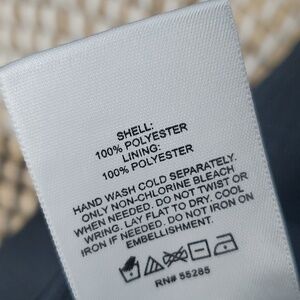 SHELL:
100% POLYESTER
LINING:
100% POLYESTER
HAND WASH COLD SEPARATELY.
ONLY NON-CHLORINE BLEACH
WHEN NEEDED. DO NOT TWIST OR
WRING. LAY FLAT TO DRY. COOL
IRON IF NEEDED. DO NOT IRON ON
EMBELLISHMENT.
RN# 55285